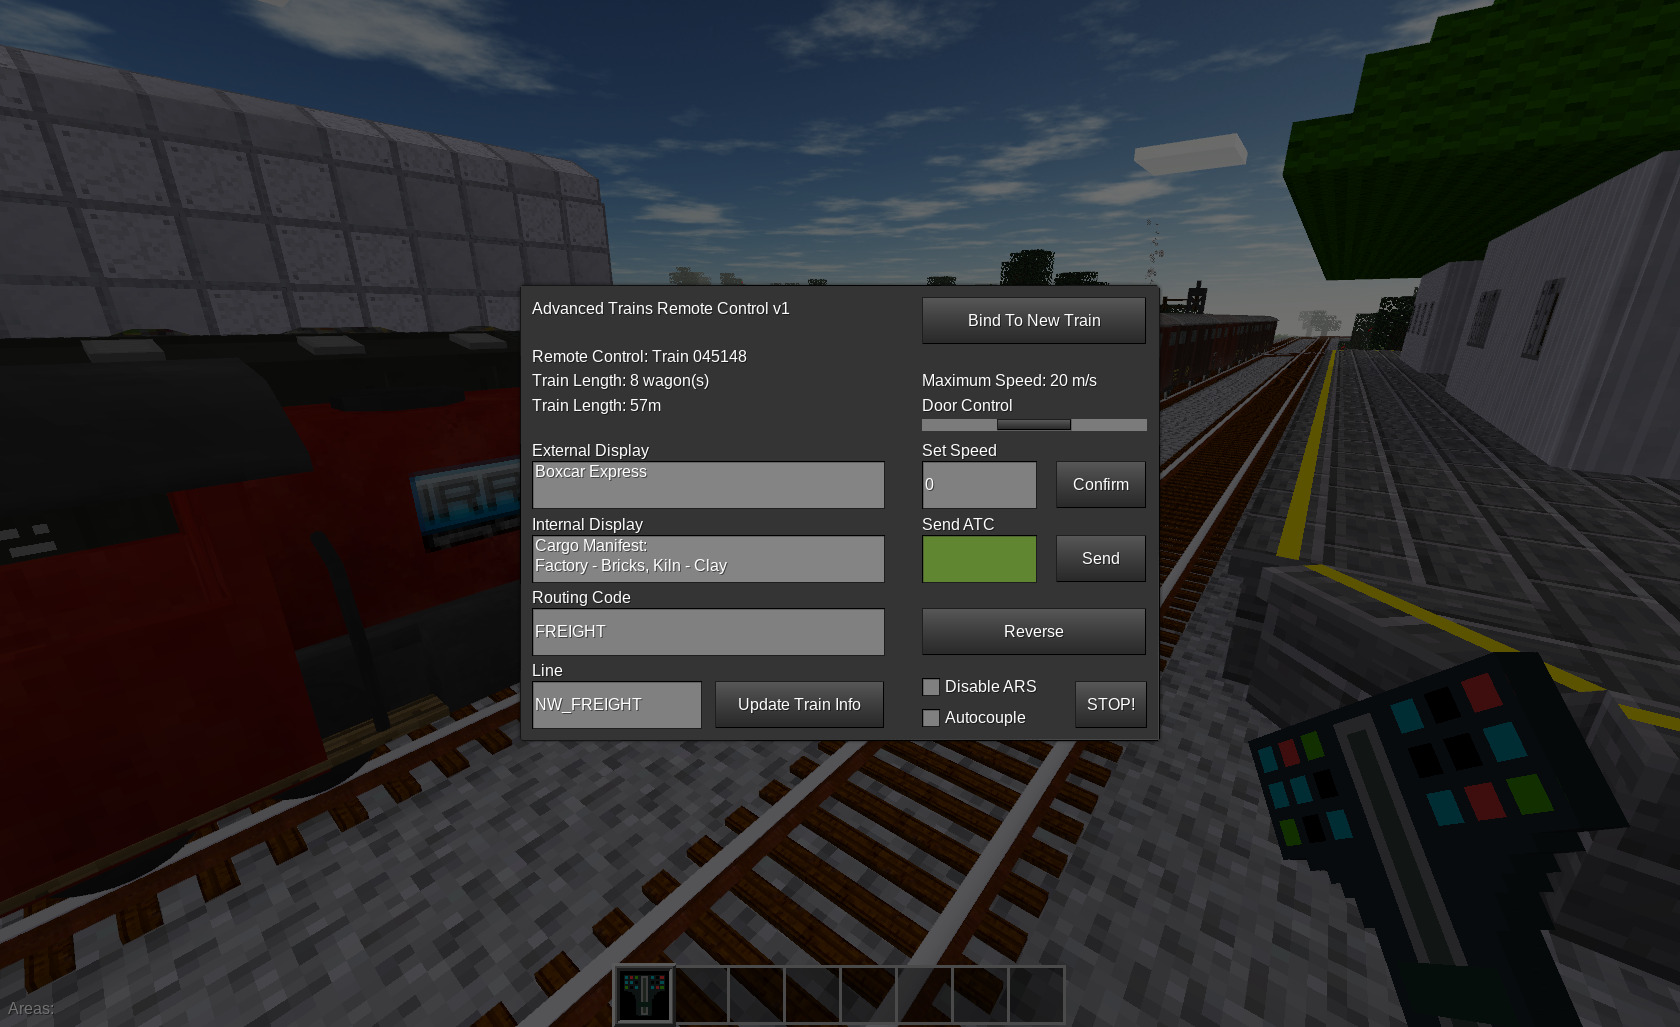 Advanced Trains Remote Control v1
Bind To New Train
Remote Control: Train 045148
Train Length: 8 wagon(s)
Maximum Speed: 20 m/s
Train Length: 57m
Door Control
External Display
Set Speed
Boxcar Express
0
Confirm
Internal Display
Send ATC
Cargo Manifest:
Factory - Bricks, Kiln - Clay
Send
Routing Code
FREIGHT
Reverse
Line
NW_FREIGHT
Update Train Info
Disable ARS
Autocouple
STOP!
Areas: